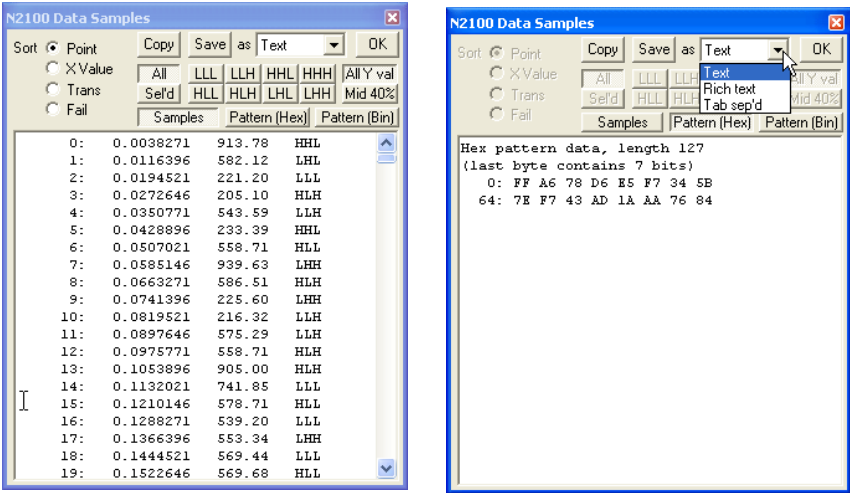 N2100 Data Samples
Sort Point Copy Save as Text OK
X Value All LLL LLH HHL HHH All Y val
Trans Sel'd HLL HLH LHL LHH Mid 40%
Fail Samples Pattern (Hex) Pattern (Bin)
0: 0.0038271 913.78 HHL
1: 0.0116396 582.12 LHL
2: 0.0194521 221.20 LLL
3: 0.0272646 205.10 HLH
4: 0.0350771 543.59 LLH
5: 0.0428896 233.39 HHL
6: 0.0507021 558.71 HLL
7: 0.0585146 939.63 LHH
8: 0.0663271 586.51 HLH
9: 0.0741396 225.60 LHH
10: 0.0819521 216.32 LLH
11: 0.0897646 575.29 LLH
12: 0.0975771 558.71 HLH
13: 0.1053896 905.00 HLH
14: 0.1132021 741.85 LLL
15: 0.1210146 578.71 HLL
16: 0.1288271 539.20 LLL
17: 0.1366396 553.34 LHH
18: 0.1444521 569.44 LLL
19: 0.1522646 569.68 HLL
N2100 Data Samples
Sort Point Copy Save as Text OK
X Value All LLL LLH Text All Y val
Trans Sel'd HLL HLH Rich text Mid 40%
Tab sep'd
Fail Samples Pattern (Hex) Pattern (Bin)
Hex pattern data, length 127
(last byte contains 7 bits)
0: FF A6 78 D6 E5 F7 34 5B
64: 7E F7 43 AD 1A AA 76 84